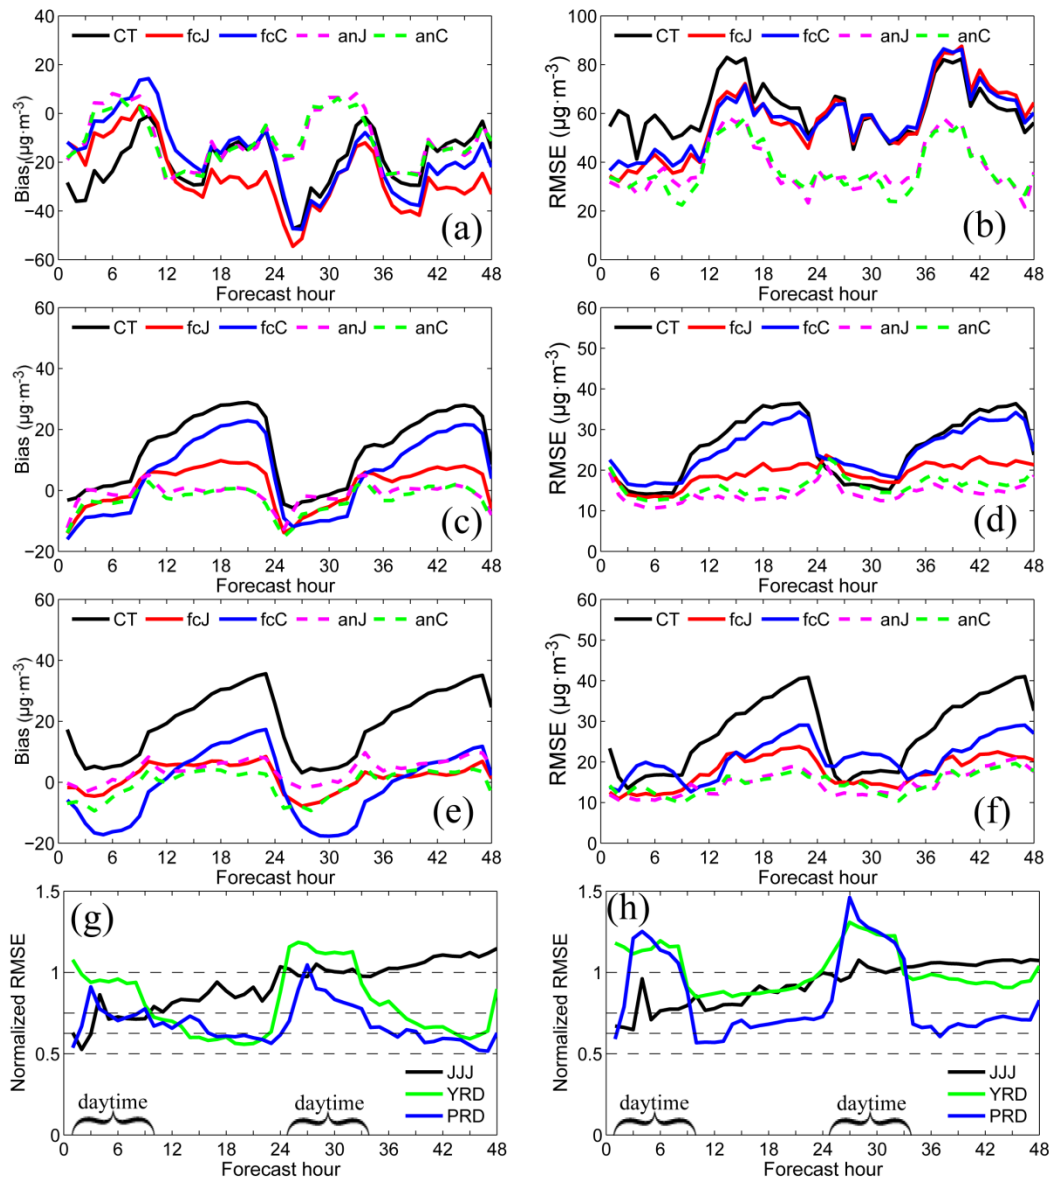 CT fcJ fcC anJ anC
Bias (µg·m⁻³)
40
20
0
−20
−40
−60
(a)
0 6 12 18 24 30 36 42 48
Forecast hour
CT fcJ fcC anJ anC
RMSE (µg·m⁻³)
100
80
60
40
20
0
(b)
0 6 12 18 24 30 36 42 48
Forecast hour
CT fcJ fcC anJ anC
Bias (µg·m⁻³)
60
40
20
0
−20
(c)
0 6 12 18 24 30 36 42 48
Forecast hour
CT fcJ fcC anJ anC
RMSE (µg·m⁻³)
60
50
40
30
20
10
0
(d)
0 6 12 18 24 30 36 42 48
Forecast hour
CT fcJ fcC anJ anC
Bias (µg·m⁻³)
60
40
20
0
−20
(e)
0 6 12 18 24 30 36 42 48
Forecast hour
CT fcJ fcC anJ anC
RMSE (µg·m⁻³)
60
50
40
30
20
10
0
(f)
0 6 12 18 24 30 36 42 48
Forecast hour
(g)
Normalized RMSE
1.5
1
0.5
0
JJJ
YRD
PRD
daytime daytime
0 6 12 18 24 30 36 42 48
Forecast hour
(h)
Normalized RMSE
1.5
1
0.5
0
JJJ
YRD
PRD
daytime daytime
0 6 12 18 24 30 36 42 48
Forecast hour